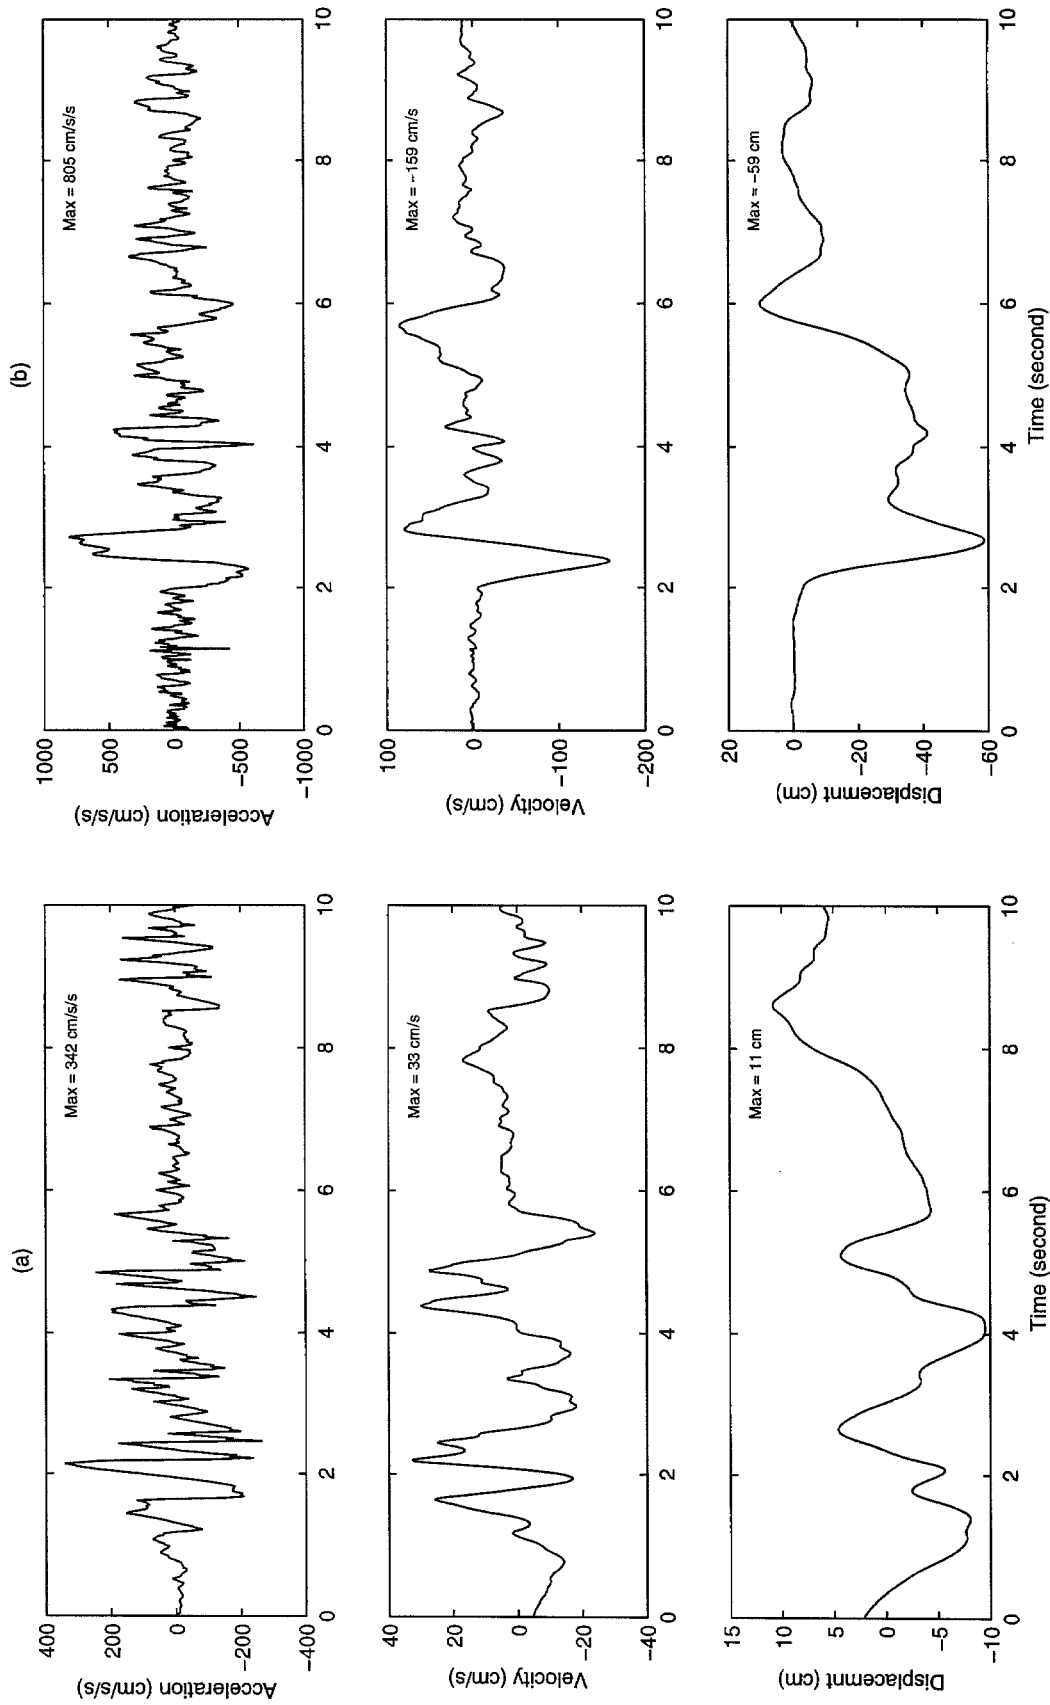 (a)
Acceleration (cm/s/s)
400
200
0
−200
−400
Max = 342 cm/s/s
0 2 4 6 8 10
Velocity (cm/s)
40
20
0
−20
−40
Max = 33 cm/s
0 2 4 6 8 10
Displacemnt (cm)
15
10
5
0
−5
−10
Max = 11 cm
0 2 4 6 8 10
Time (second)
(b)
Acceleration (cm/s/s)
1000
500
0
−500
−1000
Max = 805 cm/s/s
0 2 4 6 8 10
Velocity (cm/s)
100
0
−100
−200
Max = −159 cm/s
0 2 4 6 8 10
Displacemnt (cm)
20
0
−20
−40
−60
Max = −59 cm
0 2 4 6 8 10
Time (second)